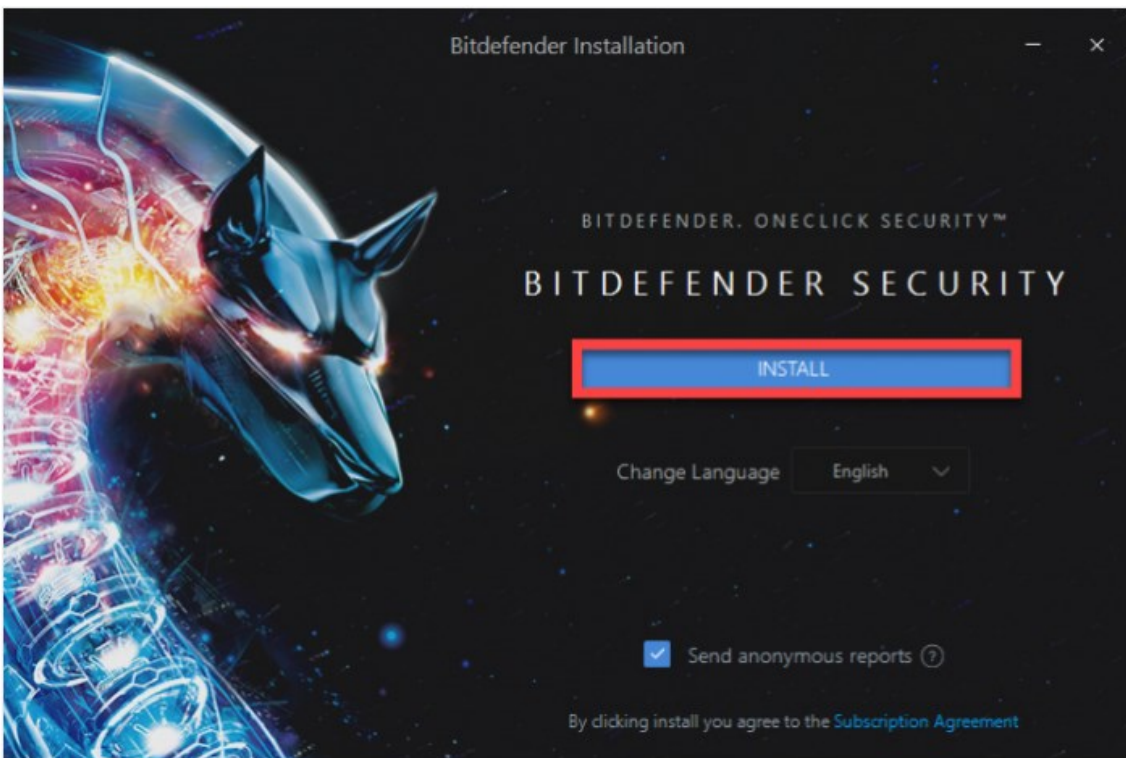 Bitdefender Installation
BITDEFENDER. ONECLICK SECURITY™
BITDEFENDER SECURITY
INSTALL
Change Language English
Send anonymous reports ?
By clicking install you agree to the Subscription Agreement